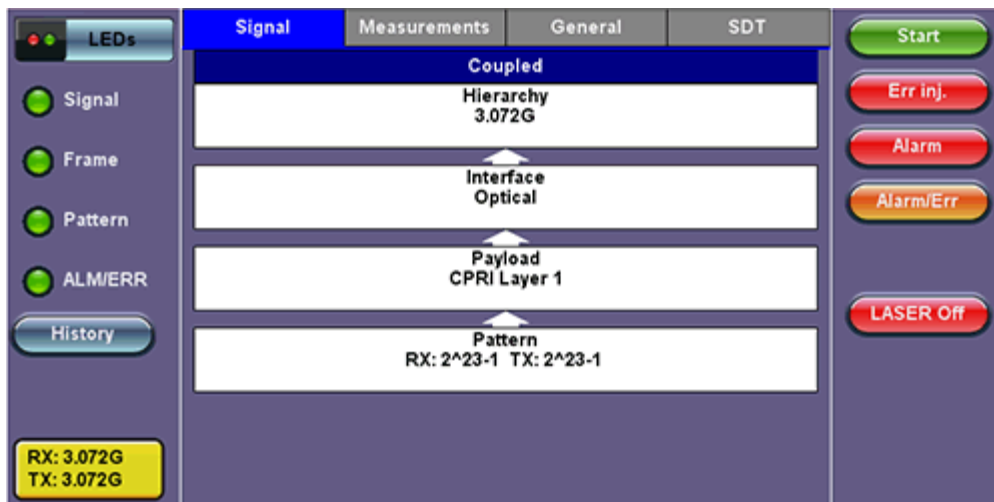 LEDs
Signal
Frame
Pattern
ALM/ERR
History
RX: 3.072G
TX: 3.072G
Signal Measurements General SDT
Coupled
Hierarchy
3.072G
Interface
Optical
Payload
CPRI Layer 1
Pattern
RX: 2^23-1 TX: 2^23-1
Start
Err inj.
Alarm
Alarm/Err
LASER Off